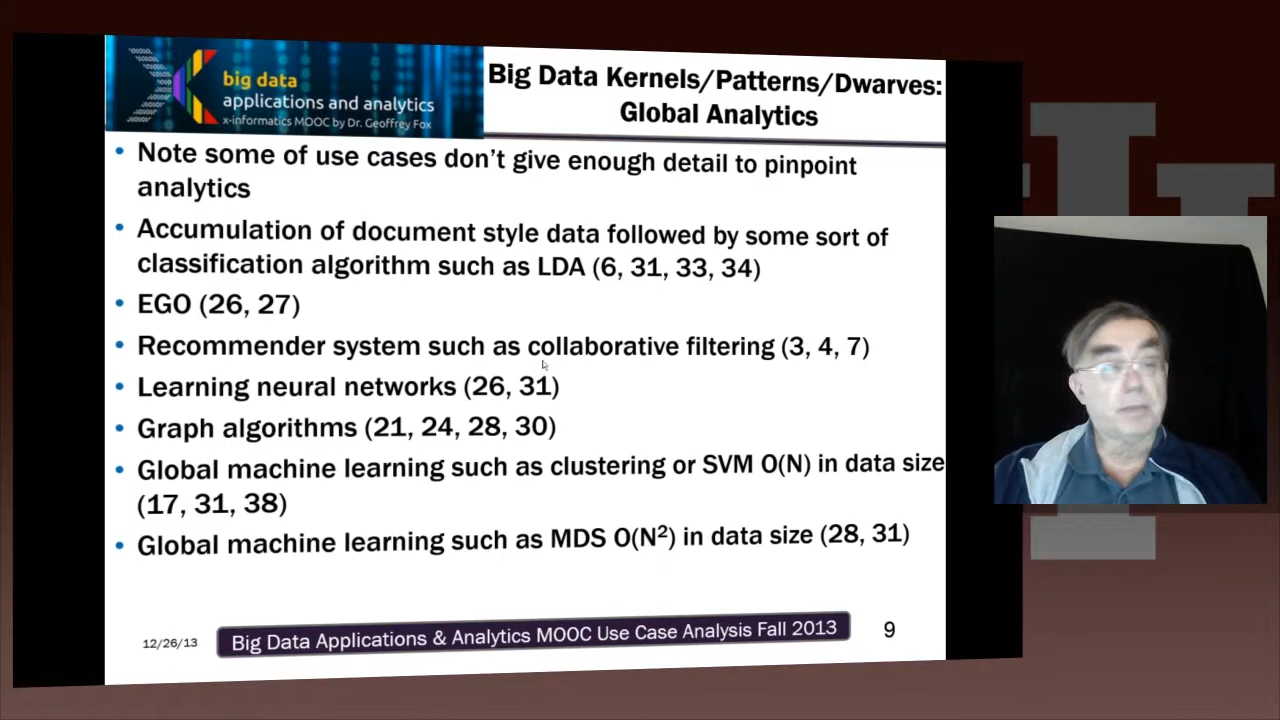 big data
applications and analytics
x-informatics MOOC by Dr. Geoffrey Fox
Big Data Kernels/Patterns/Dwarves:
Global Analytics
• Note some of use cases don't give enough detail to pinpoint
analytics
• Accumulation of document style data followed by some sort of
classification algorithm such as LDA (6, 31, 33, 34)
• EGO (26, 27)
• Recommender system such as collaborative filtering (3, 4, 7)
• Learning neural networks (26, 31)
• Graph algorithms (21, 24, 28, 30)
• Global machine learning such as clustering or SVM O(N) in data size
(17, 31, 38)
• Global machine learning such as MDS O(N²) in data size (28, 31)
12/26/13
Big Data Applications & Analytics MOOC Use Case Analysis Fall 2013
9